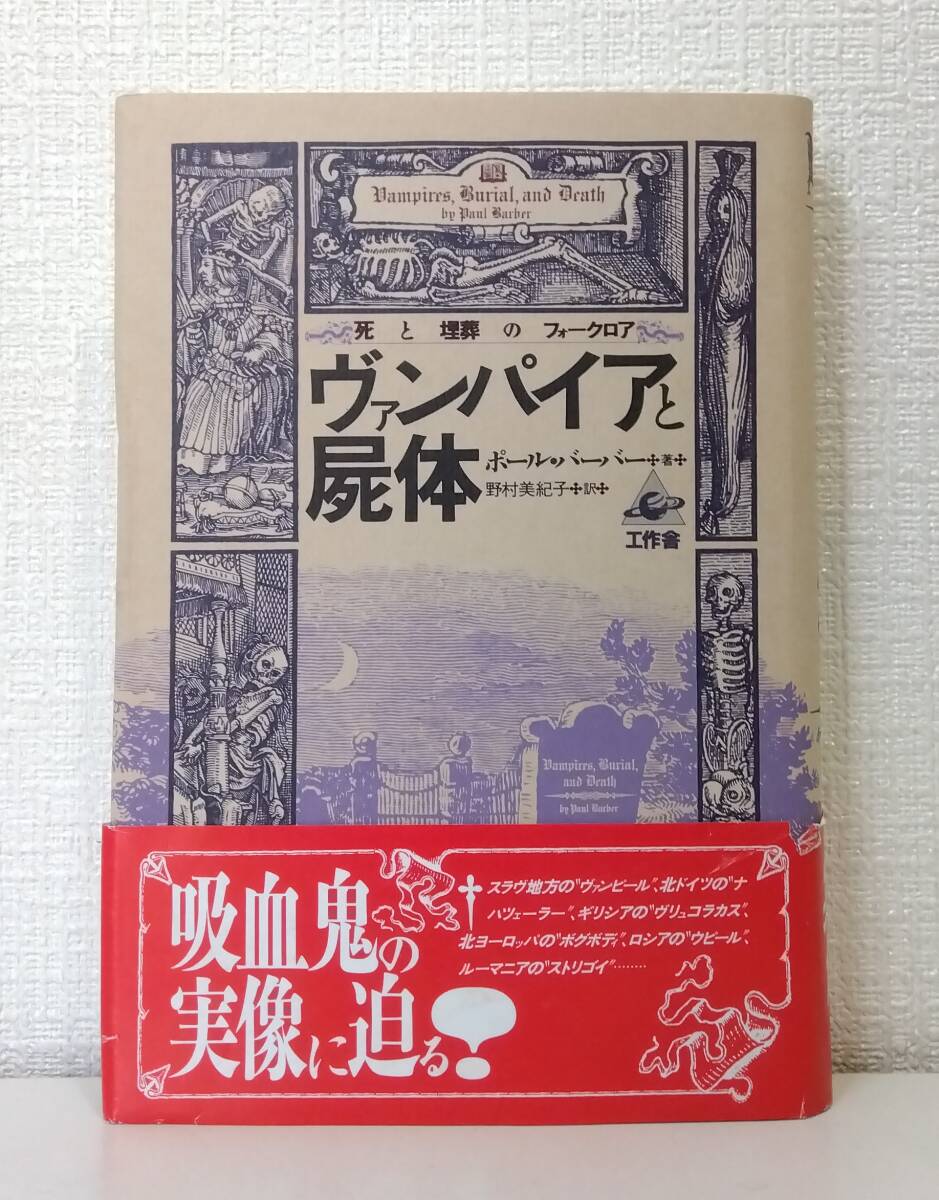 Vampires, Burial, and Death
by Paul Barber
死と埋葬のフォークロア
ヴァンパイアと
屍体
ポール・バーバー✣著✣
野村美紀子✣訳✣
工作舎
Vampires, Burial,
and Death
by Paul Barber
吸血鬼の
実像に迫る
†スラヴ地方の"ヴァンピール"、北ドイツの"ナ
ハツェーラー"、ギリシアの"ヴリュコラカス"、
北ヨーロッパの"ボグボディ"、ロシアの"ウピール"、
ルーマニアの"ストリゴイ"………